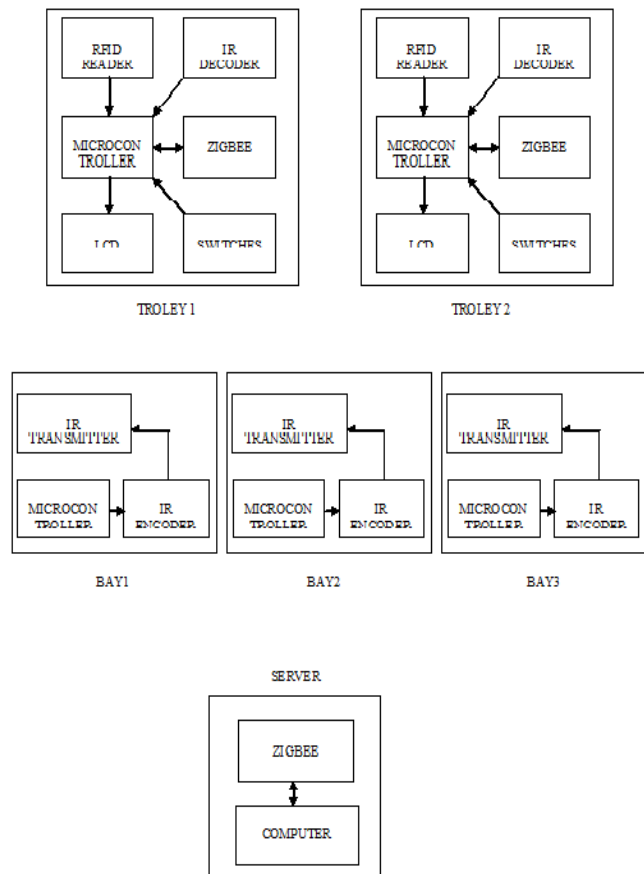 RFID
READER
IR
DECODER
MICROCON
TROLLER
ZIGBEE
LCD
SWITCHES
TROLEY 1
RFID
READER
IR
DECODER
MICROCON
TROLLER
ZIGBEE
LCD
SWITCHES
TROLEY 2
IR
TRANSMITTER
MICROCON
TROLLER
IR
ENCODER
BAY1
IR
TRANSMITTER
MICROCON
TROLLER
IR
ENCODER
BAY2
IR
TRANSMITTER
MICROCON
TROLLER
IR
ENCODER
BAY3
SERVER
ZIGBEE
COMPUTER